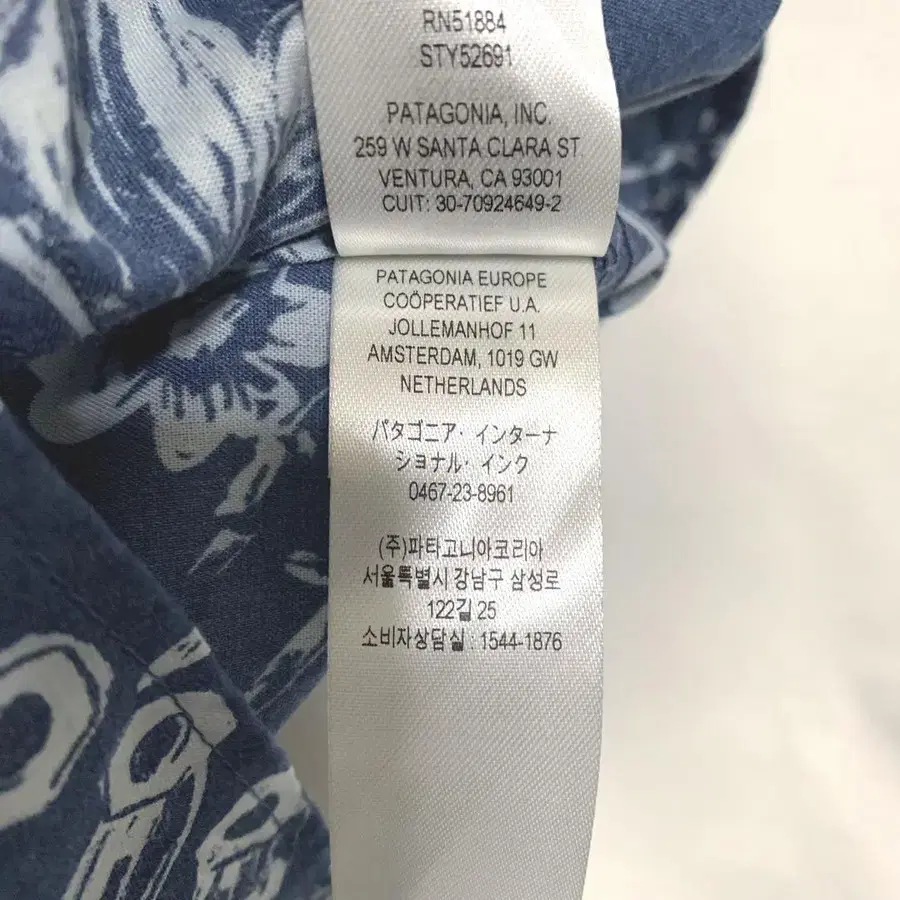 RN51884
STY52691
PATAGONIA, INC.
259 W SANTA CLARA ST
VENTURA, CA 93001
CUIT: 30-70924649-2
PATAGONIA EUROPE
COÖPERATIEF U.A.
JOLLEMANHOF 11
AMSTERDAM, 1019 GW
NETHERLANDS
パタゴニア・インターナ
ショナル・インク
0467-23-8961
(주)파타고니아코리아
서울특별시 강남구 삼성로
122길 25
소비자상담실 : 1544-1876